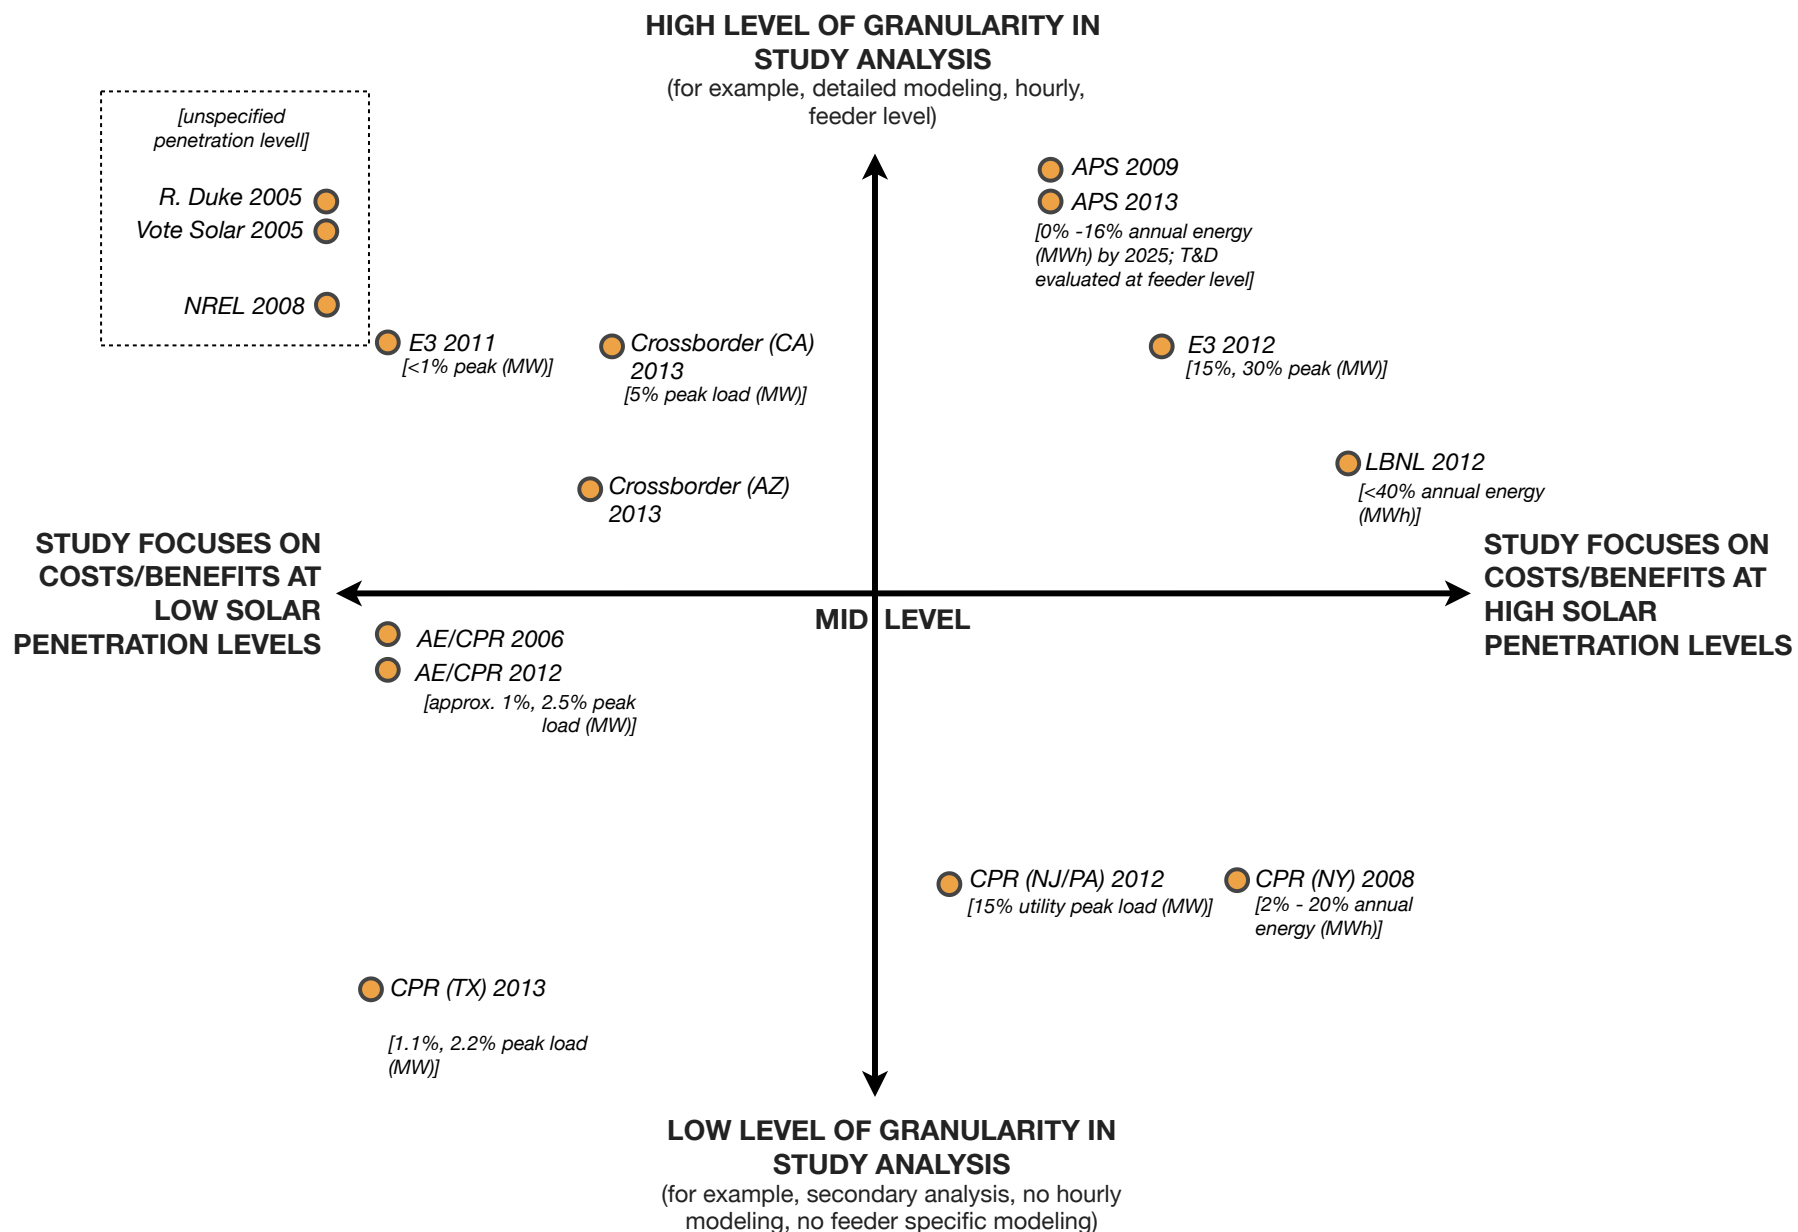 HIGH LEVEL OF GRANULARITY IN
STUDY ANALYSIS
(for example, detailed modeling, hourly,
feeder level)
[unspecified
penetration levell]
R. Duke 2005
Vote Solar 2005
NREL 2008
APS 2009
APS 2013
[0% -16% annual energy
(MWh) by 2025; T&D
evaluated at feeder level]
E3 2011
[<1% peak (MW)]
Crossborder (CA)
2013
[5% peak load (MW)]
E3 2012
[15%, 30% peak (MW)]
LBNL 2012
[<40% annual energy
(MWh)]
Crossborder (AZ)
2013
STUDY FOCUSES ON
COSTS/BENEFITS AT
LOW SOLAR
PENETRATION LEVELS
MID LEVEL
STUDY FOCUSES ON
COSTS/BENEFITS AT
HIGH SOLAR
PENETRATION LEVELS
AE/CPR 2006
AE/CPR 2012
[approx. 1%, 2.5% peak
load (MW)]
CPR (NJ/PA) 2012
[15% utility peak load (MW)]
CPR (NY) 2008
[2% - 20% annual
energy (MWh)]
CPR (TX) 2013
[1.1%, 2.2% peak load
(MW)]
LOW LEVEL OF GRANULARITY IN
STUDY ANALYSIS
(for example, secondary analysis, no hourly
modeling, no feeder specific modeling)